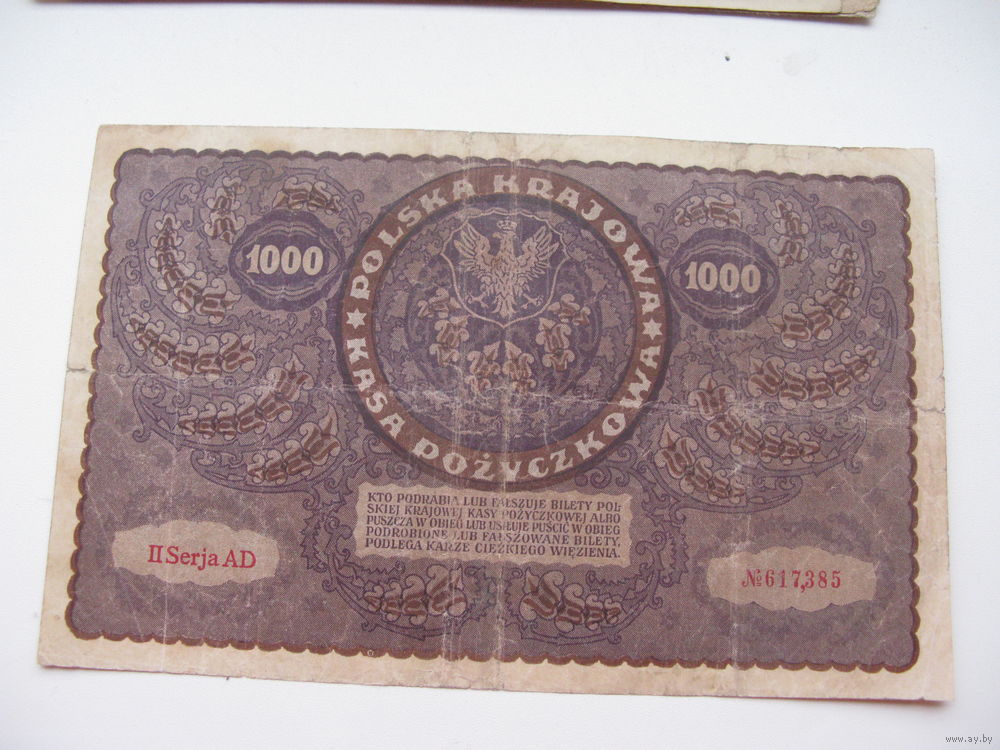 POLSKA KRAJOWA
★ KASA POŻYCZKOWA ★
1000
1000
KTO PODRABIA LUB FAŁSZUJE BILETY POL-
SKIEJ KRAJOWEJ KASY POŻYCZKOWEJ ALBO
PUSZCZA W OBIEG LUB USIŁUJE PUŚCIĆ W OBIEG
PODROBIONE LUB FAŁSZOWANE BILETY,
PODLEGA KARZE CIĘŻKIEGO WIĘZIENIA.
II Serja AD
№617,385
www.ay.by